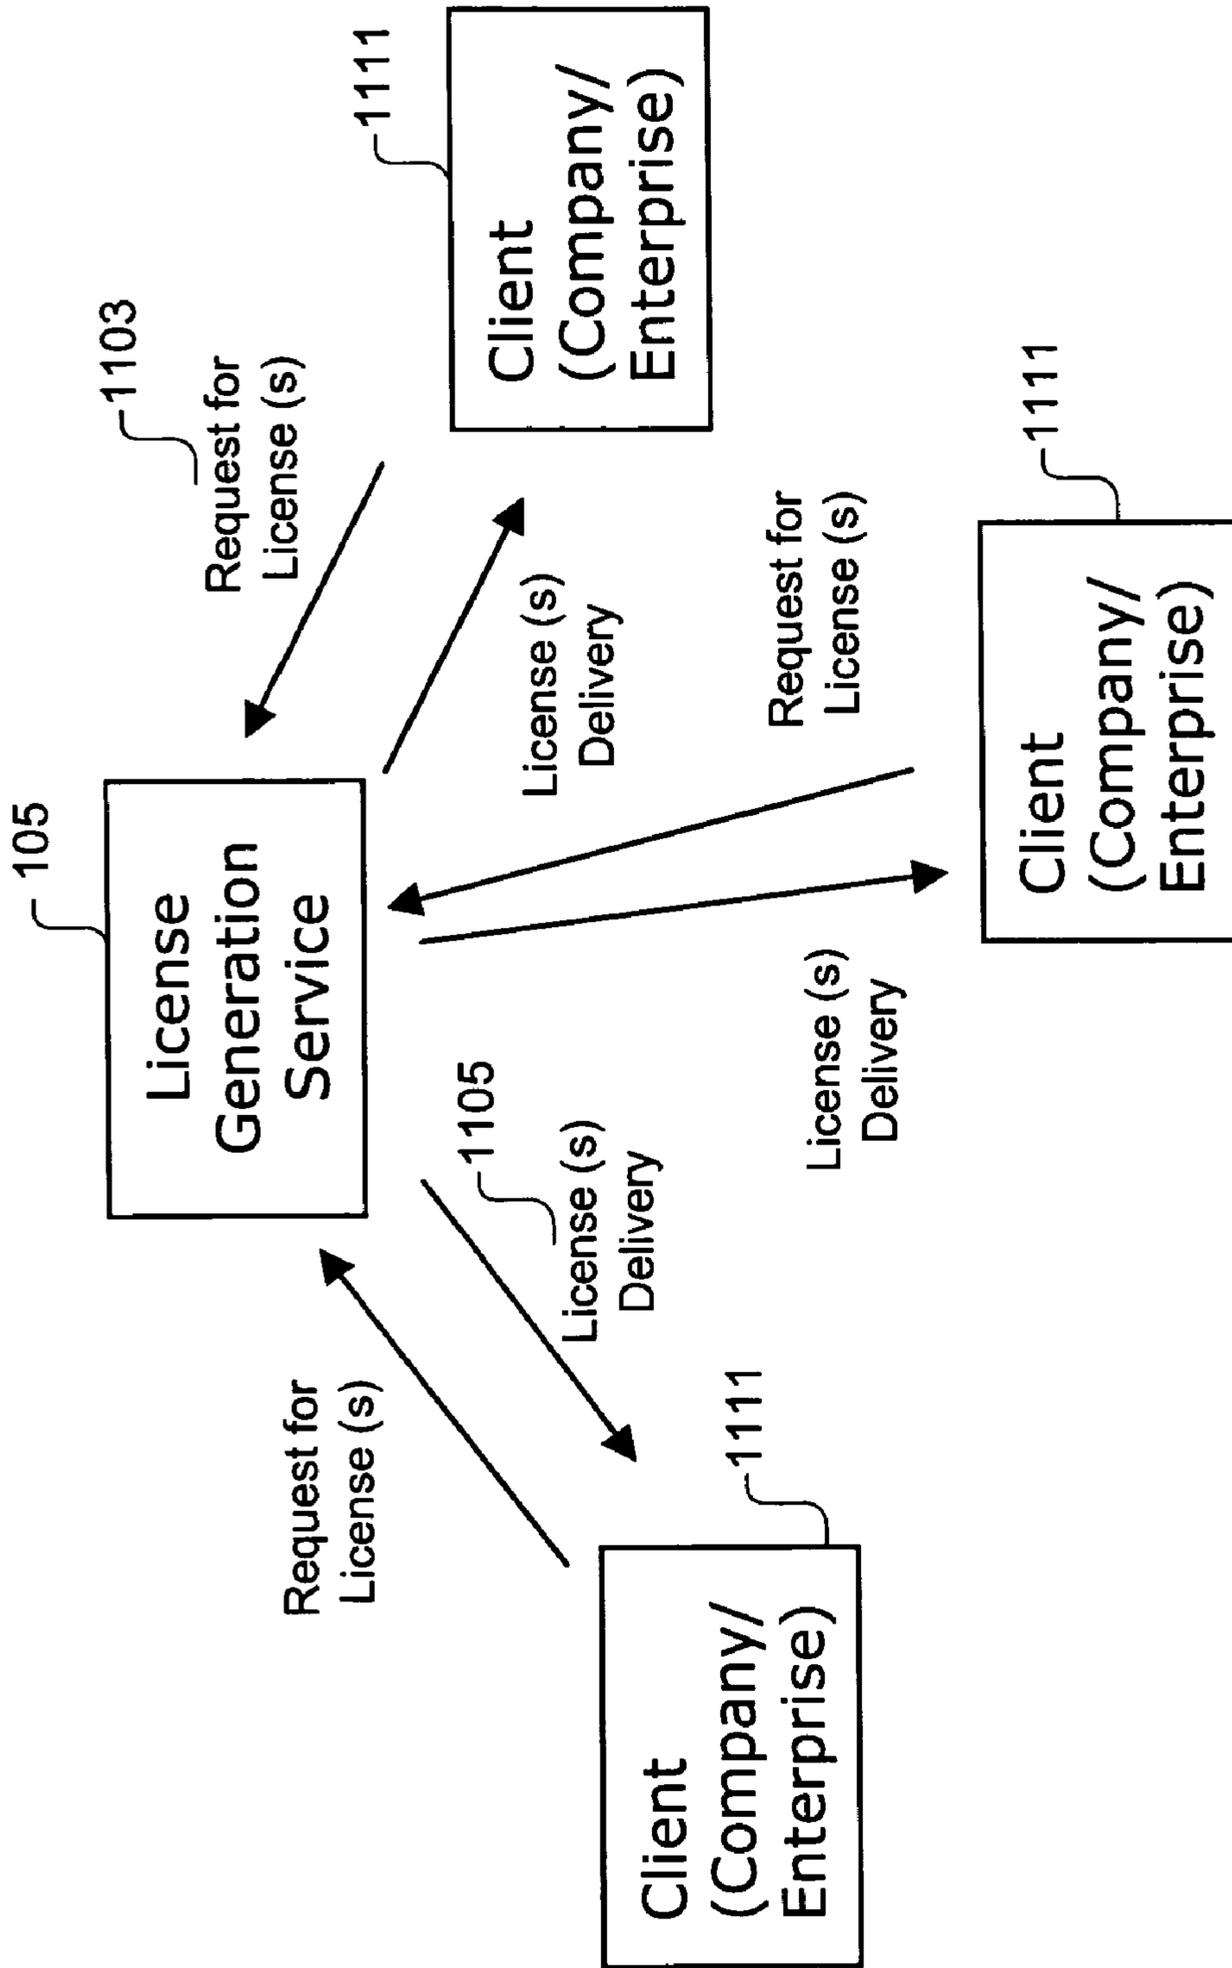 105
License
Generation
Service
1103
Request for
License (s)
Request for
License (s)
1105
License (s)
Delivery
License (s)
Delivery
1111
Client
(Company/
Enterprise)
Request for
License (s)
License (s)
Delivery
1111
Client
(Company/
Enterprise)
1111
Client
(Company/
Enterprise)